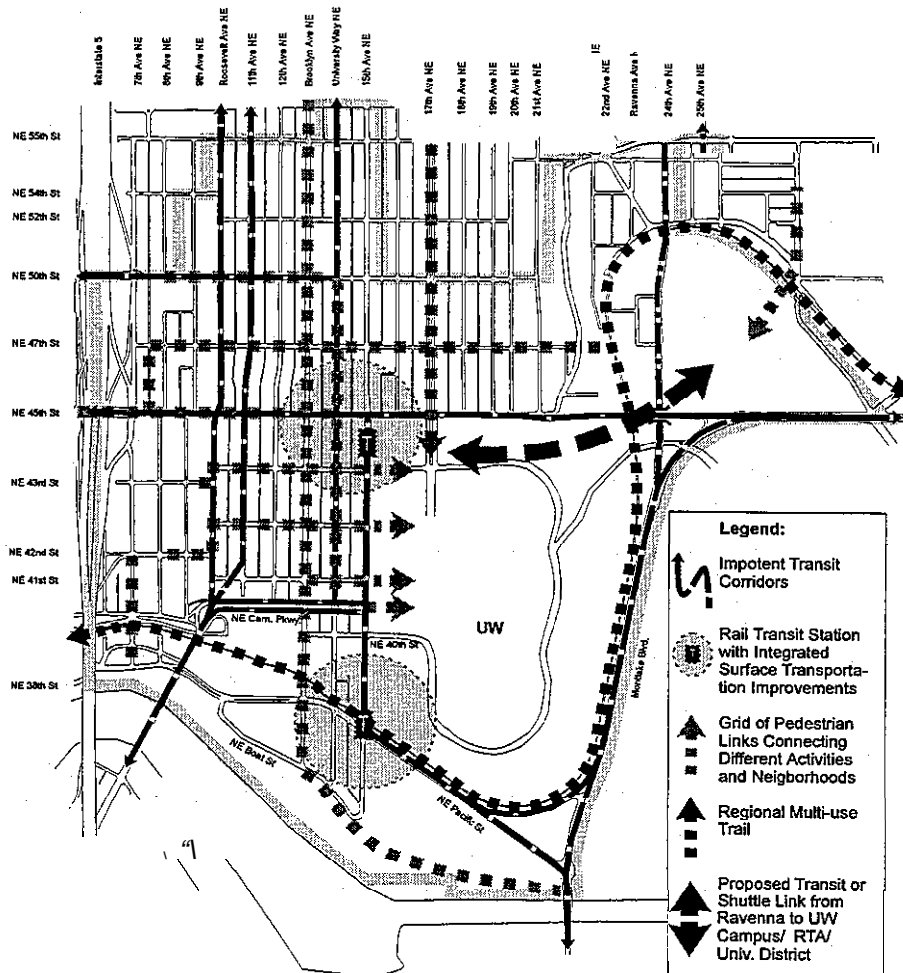 Interstate 5
7th Ave NE
8th Ave NE
9th Ave NE
Roosevelt Ave NE
11th Ave NE
12th Ave NE
Brooklyn Ave NE
University Way NE
15th Ave NE
17th Ave NE
18th Ave NE
19th Ave NE
20th Ave NE
21st Ave NE
22nd Ave NE
Ravenna Ave
24th Ave NE
25th Ave NE
NE 55th St
NE 54th St
NE 52th St
NE 50th St
NE 47th St
NE 45th St
NE 43rd St
NE 42nd St
NE 41st St
NE Cam. Pkwy
NE 40th St
NE 38th St
NE Boat St
NE Pacific St
Montlake Blvd.
UW
Legend:
Impotent Transit
Corridors
Rail Transit Station
with Integrated
Surface Transporta-
tion Improvements
Grid of Pedestrian
Links Connecting
Different Activities
and Neigborhoods
Regional Multi-use
Trail
Proposed Transit or
Shuttle Link from
Ravenna to UW
Campus/ RTA/
Univ. District